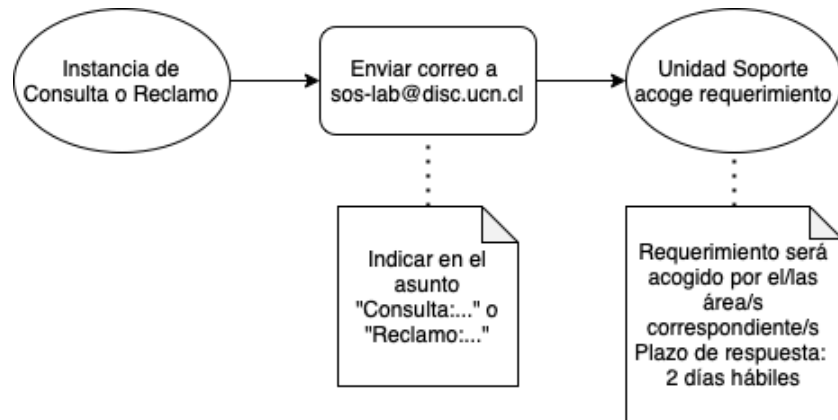 Instancia de
Consulta o Reclamo
Enviar correo a
sos-lab@disc.ucn.cl
Unidad Soporte
acoge requerimiento
Indicar en el
asunto
"Consulta:..." o
"Reclamo:..."
Requerimiento será
acogido por el/las
área/s
correspondiente/s
Plazo de respuesta:
2 días hábiles